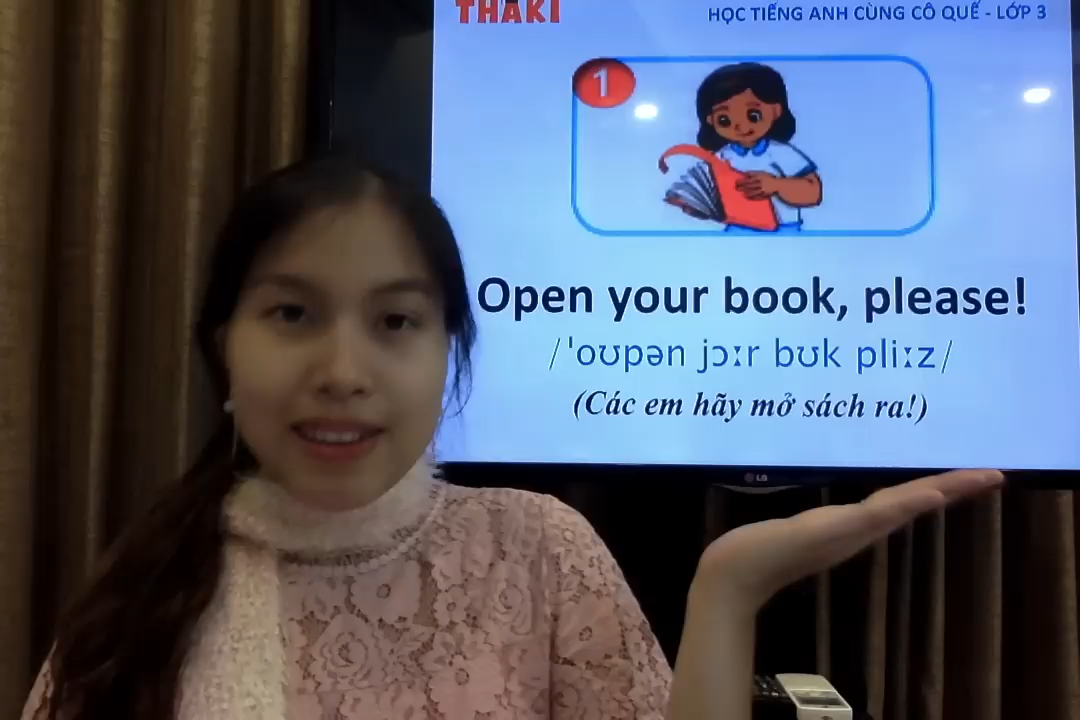 THAKI
HỌC TIẾNG ANH CÙNG CÔ QUẾ - LỚP 3
1
Open your book, please!
/ˈoʊpən jɔːr bʊk pliːz/
(Các em hãy mở sách ra!)
LG